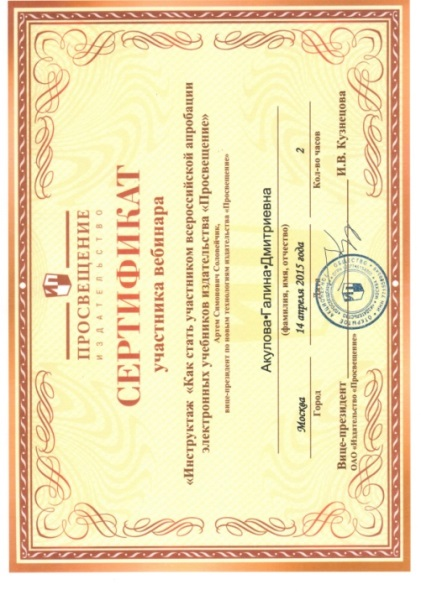 ПРОСВЕЩЕНИЕ
ИЗДАТЕЛЬСТВО
СЕРТИФИКАТ
участника вебинара
«Инструктаж «Как стать участником всероссийской апробации
электронных учебников издательства «Просвещение»
Артем Симонович Соловейчик,
вице-президент по новым технологиям издательства «Просвещение»
Акулова•Галина•Дмитриевна
(фамилия, имя, отчество)
Москва 14 апреля 2015 года 2
Город Дата Кол-во часов
Вице-президент И.В. Кузнецова
ОАО «Издательство «Просвещение»